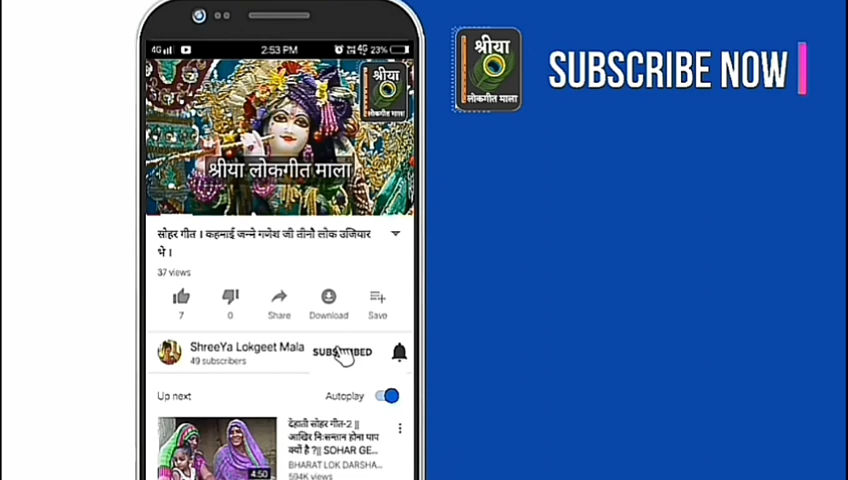 4G
2:53 PM
4G 23%
श्रीया
लोकगीत माला
श्रीया लोकगीत माला
सोहर गीत । कहमाई जन्मे गणेश जी तीनौ लोक उजियार
भे ।
37 views
7
0
Share
Download
Save
ShreeYa Lokgeet Mala
SUBSCRIBED
49 subscribers
Up next
Autoplay
देहाती सोहर गीत-2 ||
आखिर निःसन्तान होना पाप
क्यों है ?|| SOHAR GE...
BHARAT LOK DARSHA...
594K views
4:50
श्रीया
लोकगीत माला
SUBSCRIBE NOW